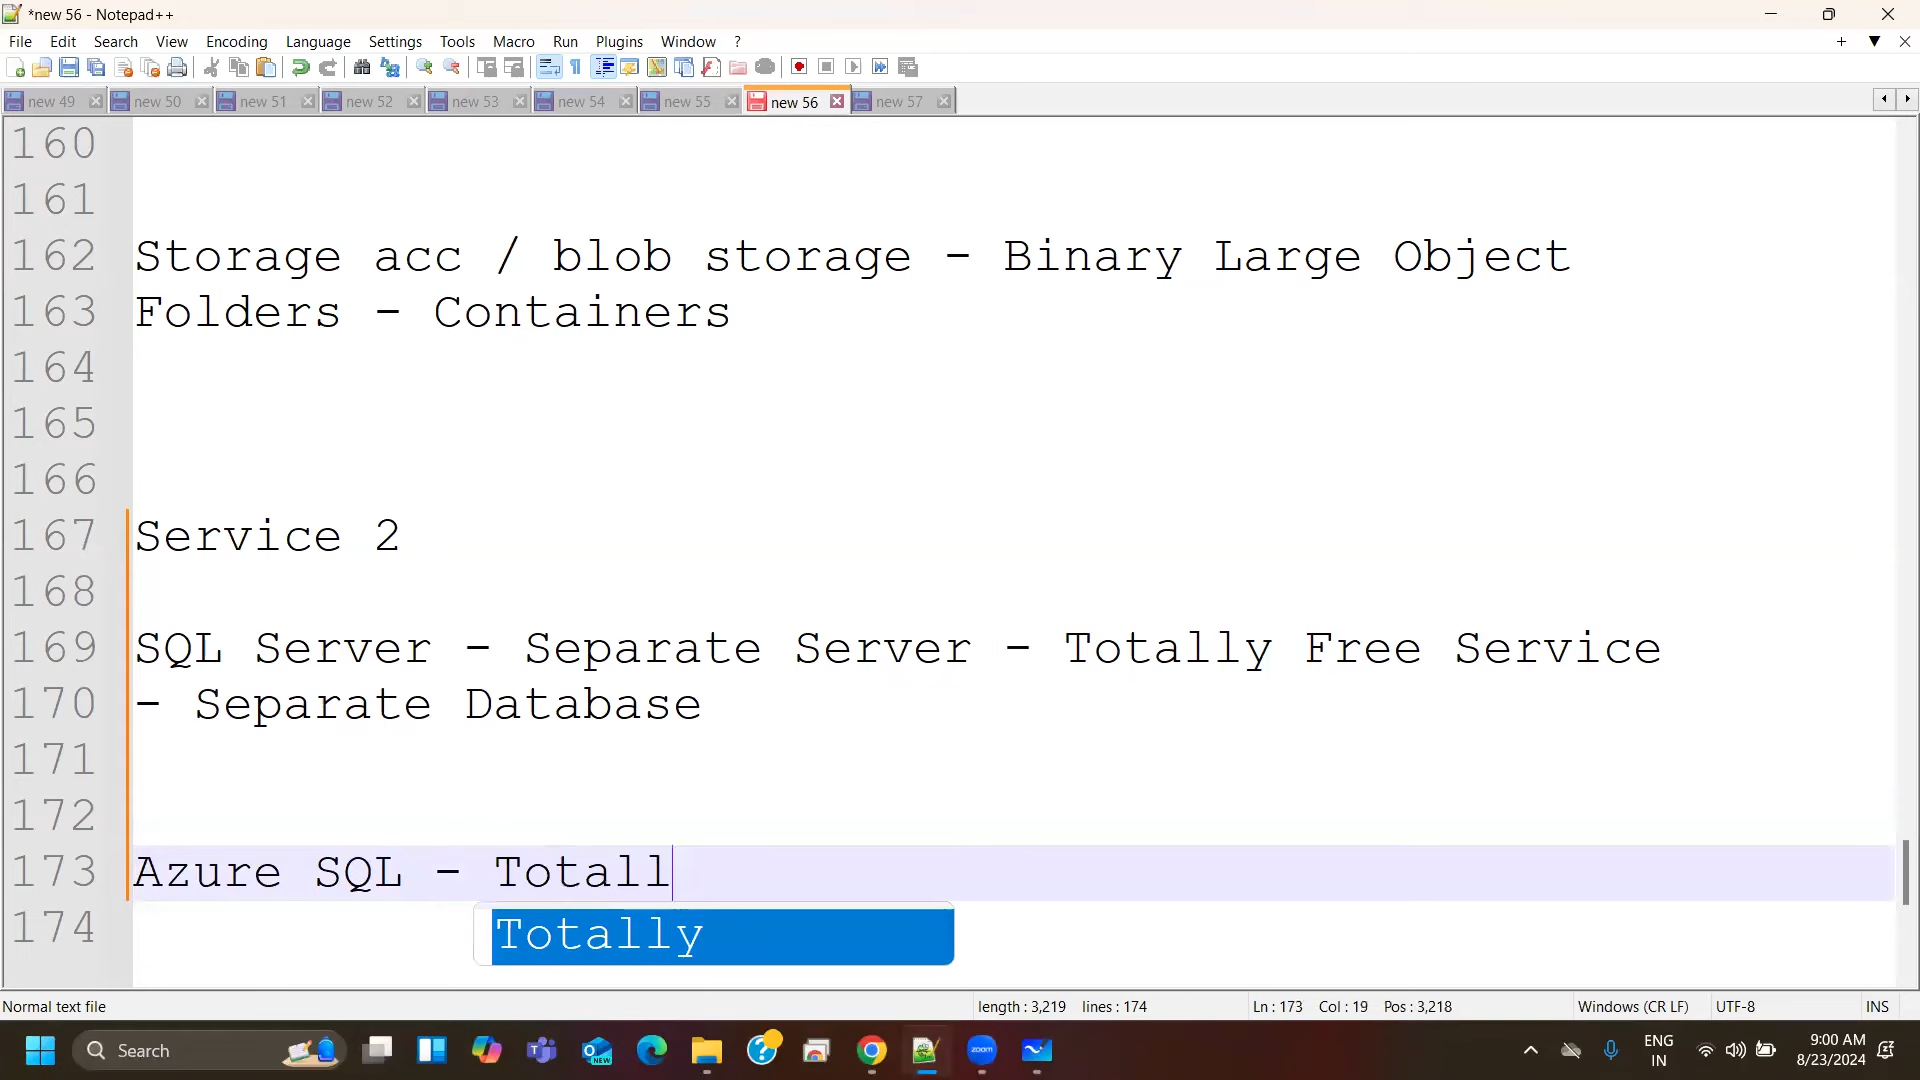 *new 56 - Notepad++
File Edit Search View Encoding Language Settings Tools Macro Run Plugins Window ?
new 49 new 50 new 51 new 52 new 53 new 54 new 55 new 56 new 57
160
161
162 Storage acc / blob storage - Binary Large Object
163 Folders - Containers
164
165
166
167 Service 2
168
169 SQL Server - Separate Server - Totally Free Service
170 - Separate Database
171
172
173 Azure SQL - Totall
174
Totally
Normal text file length : 3,219 lines : 174 Ln : 173 Col : 19 Pos : 3,218 Windows (CR LF) UTF-8 INS
Search NEW zoom ENG 9:00 AM
IN 8/23/2024